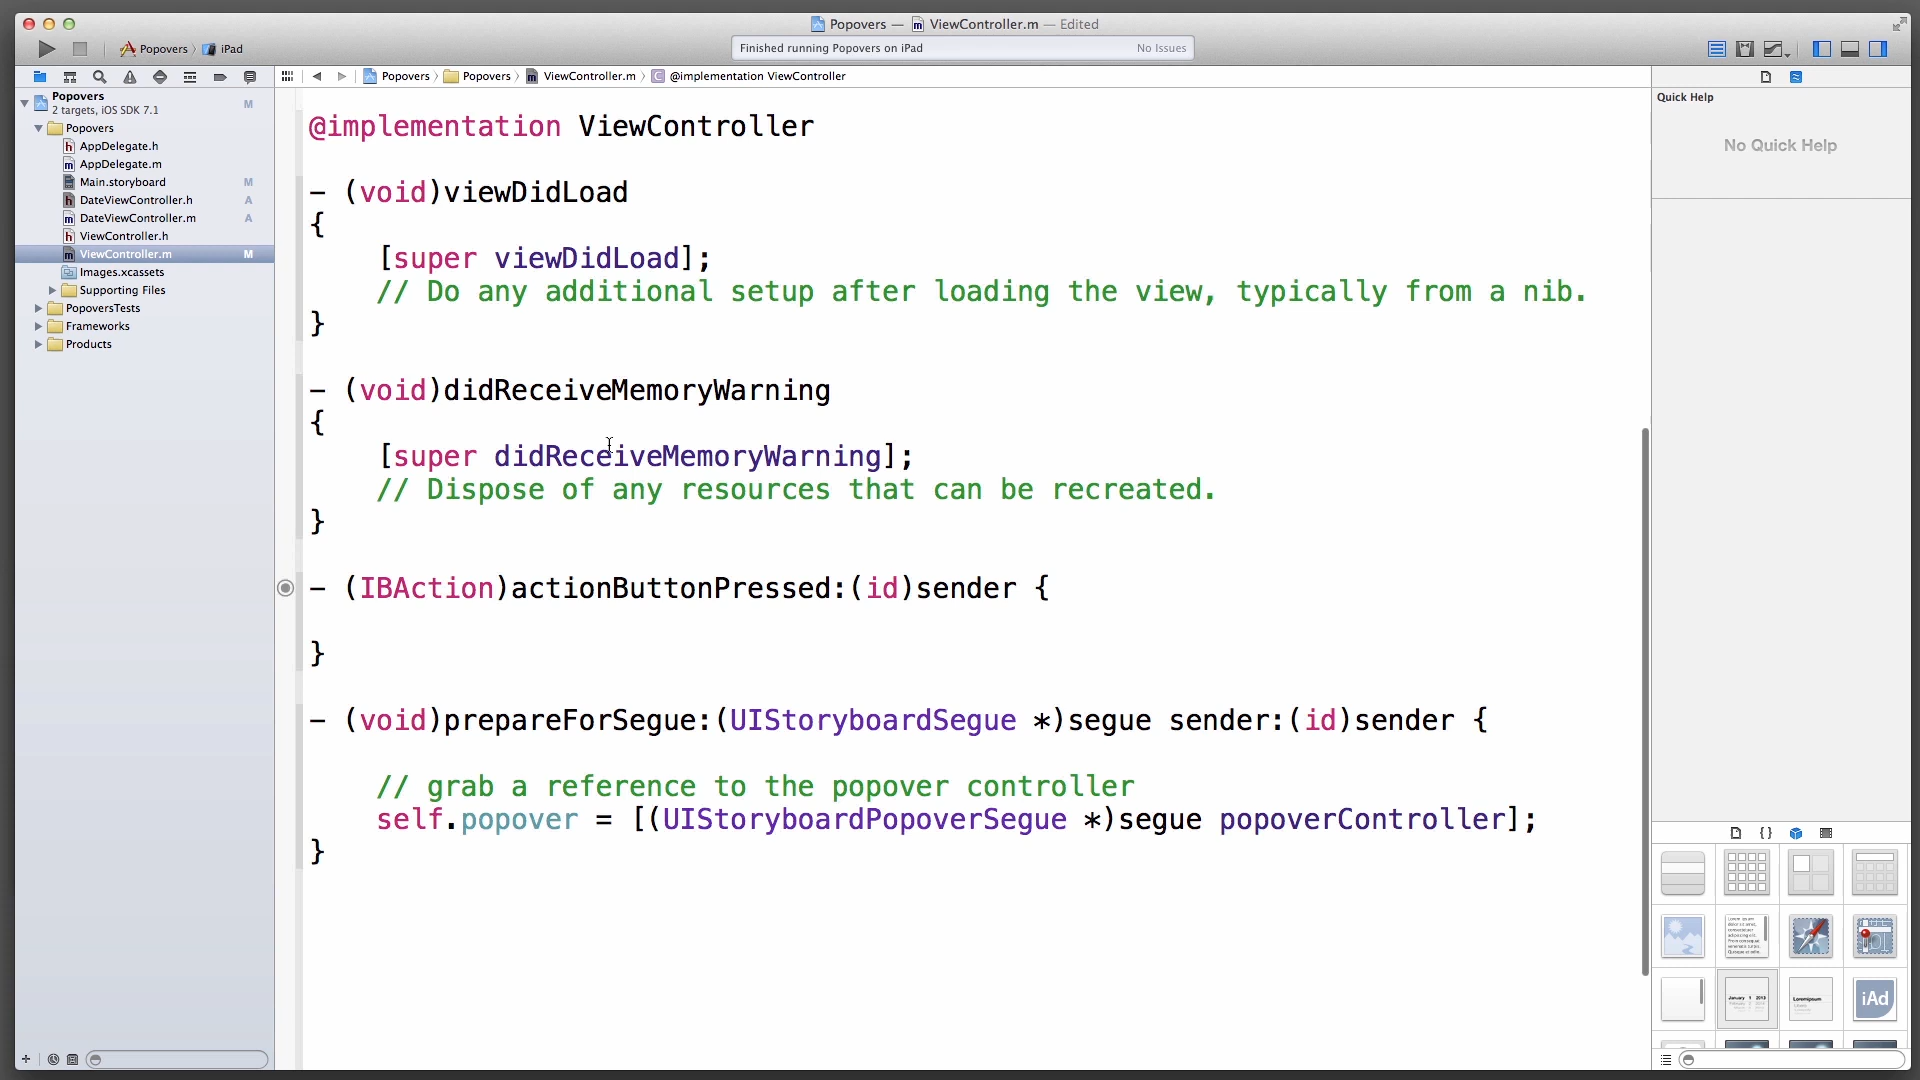 Popovers — ViewController.m — Edited
Popovers iPad
Finished running Popovers on iPad
No Issues
Popovers Popovers ViewController.m C @implementation ViewController
Popovers
2 targets, iOS SDK 7.1
M
Popovers
h AppDelegate.h
m AppDelegate.m
Main.storyboard M
h DateViewController.h A
m DateViewController.m A
h ViewController.h
m ViewController.m M
Images.xcassets
Supporting Files
PopoversTests
Frameworks
Products
@implementation ViewController
- (void)viewDidLoad
{
[super viewDidLoad];
// Do any additional setup after loading the view, typically from a nib.
}
- (void)didReceiveMemoryWarning
{
[super didReceiveMemoryWarning];
// Dispose of any resources that can be recreated.
}
- (IBAction)actionButtonPressed:(id)sender {
}
- (void)prepareForSegue:(UIStoryboardSegue *)segue sender:(id)sender {
// grab a reference to the popover controller
self.popover = [(UIStoryboardPopoverSegue *)segue popoverController];
}
Quick Help
No Quick Help
{ }
January 1 2013
iAd